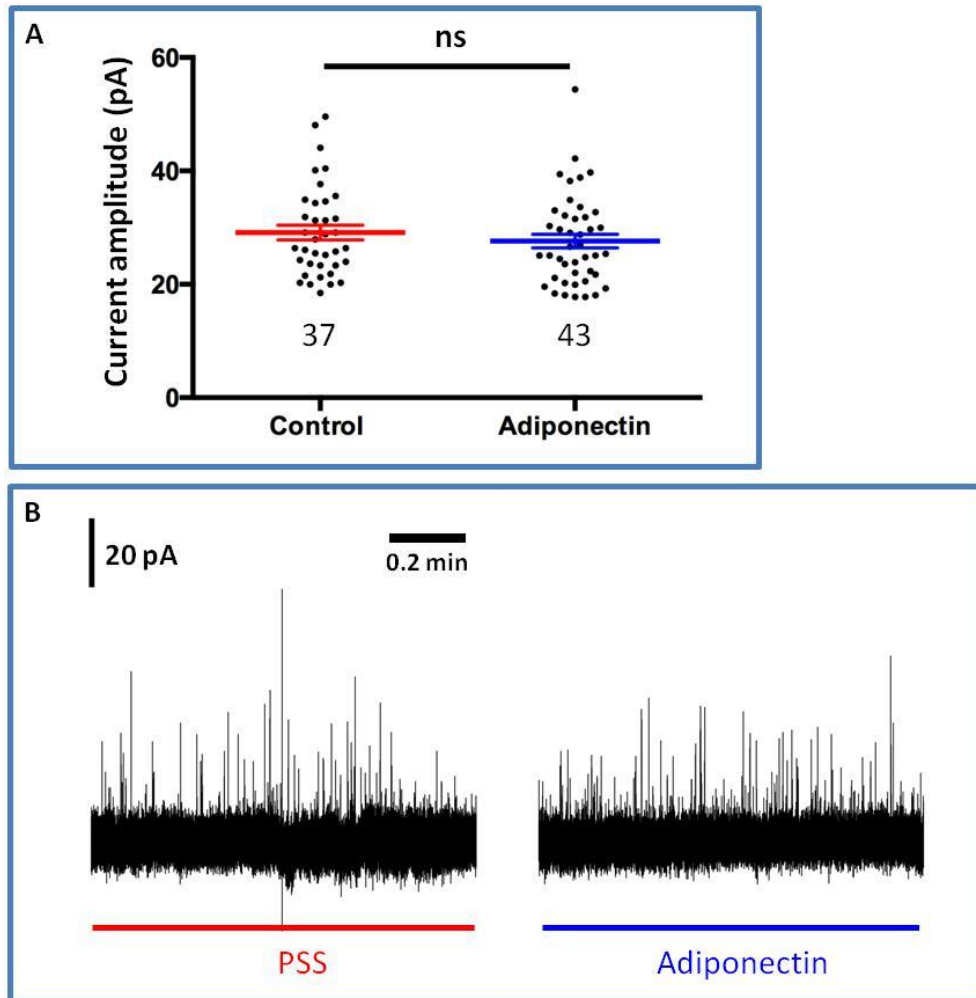 A
ns
60
40
20
0
Current amplitude (pA)
37
43
Control
Adiponectin
B
20 pA
0.2 min
PSS
Adiponectin